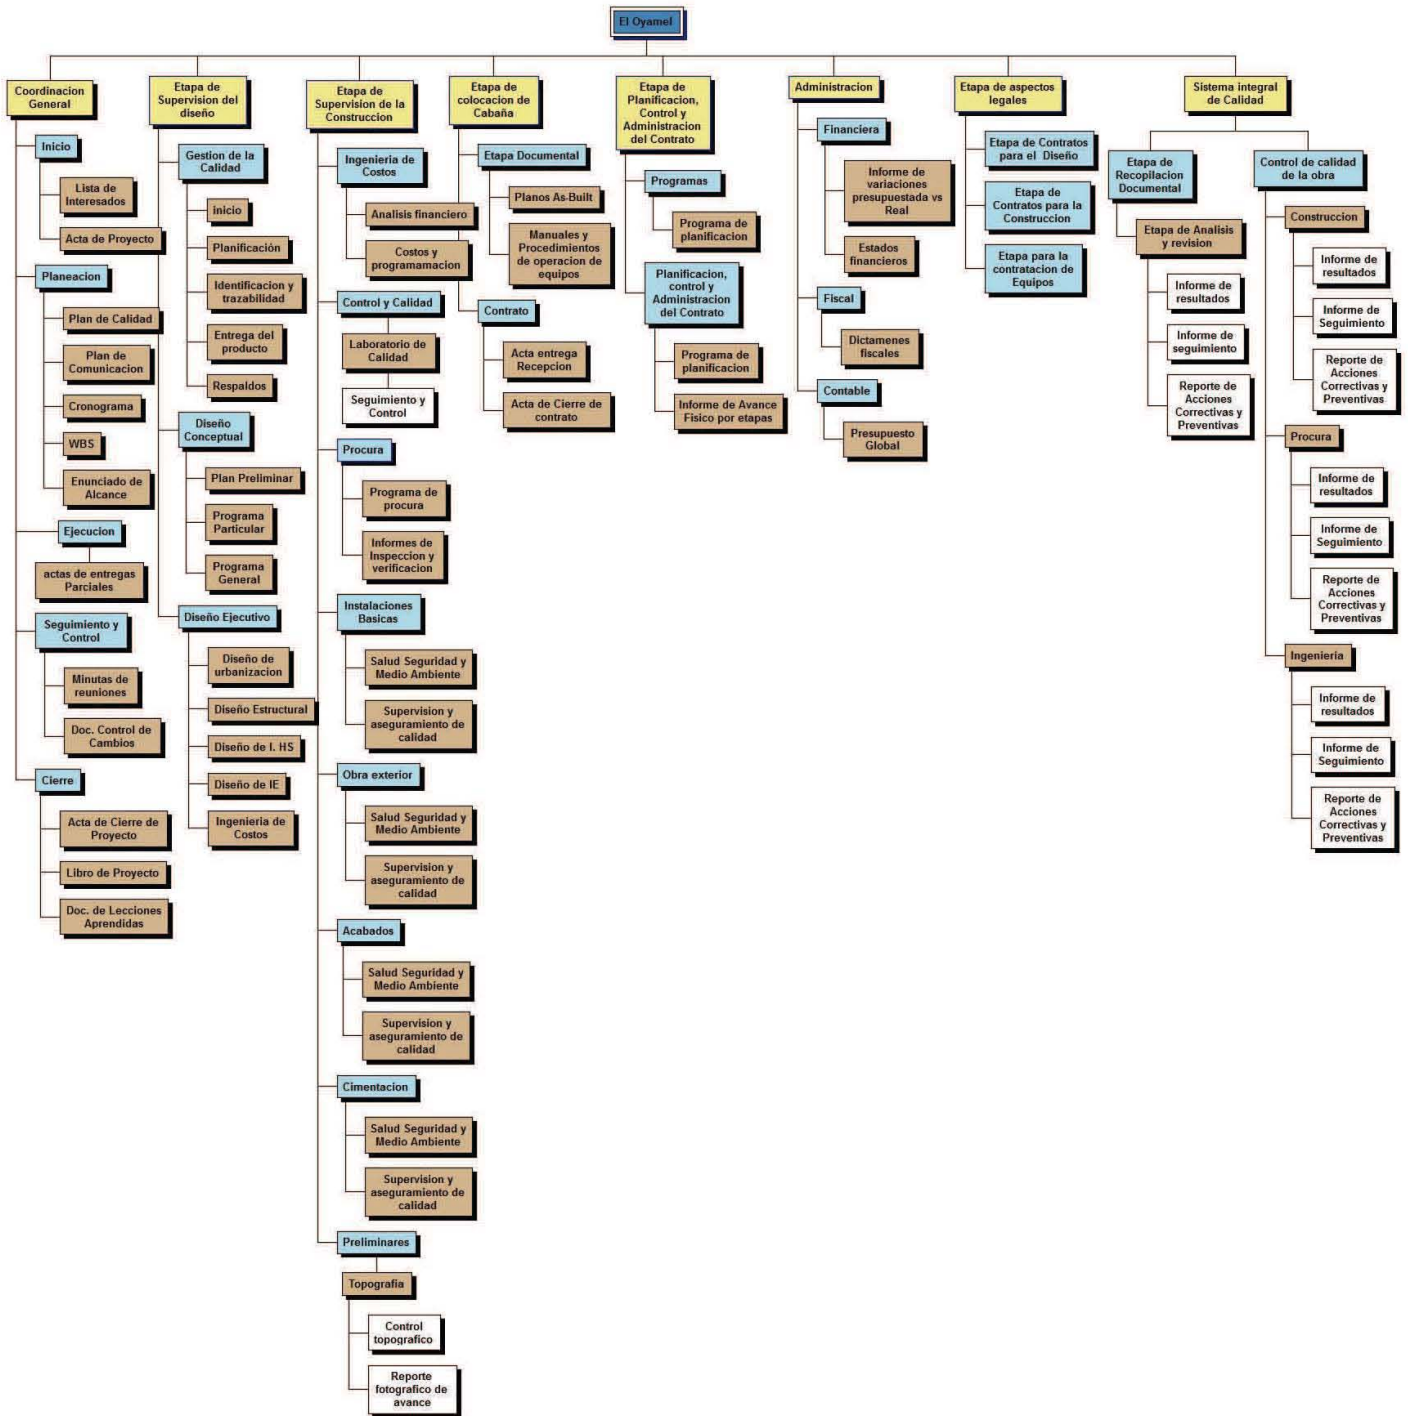 El Oyamel
Coordinacion
General
Inicio
Lista de
Interesados
Acta de Proyecto
Planeacion
Plan de Calidad
Plan de
Comunicacion
Cronograma
WBS
Enunciado de
Alcance
Ejecucion
actas de entregas
Parciales
Seguimiento y
Control
Minutas de
reuniones
Doc. Control de
Cambios
Cierre
Acta de Cierre de
Proyecto
Libro de Proyecto
Doc. de Lecciones
Aprendidas
Etapa de
Supervision del
diseño
Gestion de la
Calidad
inicio
Planificación
Identificacion y
trazabilidad
Entrega del
producto
Respaldos
Diseño
Conceptual
Plan Preliminar
Programa
Particular
Programa
General
Diseño Ejecutivo
Diseño de
urbanizacion
Diseño Estructural
Diseño de I. HS
Diseño de IE
Ingenieria de
Costos
Etapa de
Supervision de la
Construccion
Ingenieria de
Costos
Analisis financiero
Costos y
programamacion
Control y Calidad
Laboratorio de
Calidad
Seguimiento y
Control
Procura
Programa de
procura
Informes de
Inspeccion y
verificacion
Instalaciones
Basicas
Salud Seguridad y
Medio Ambiente
Supervision y
aseguramiento de
calidad
Obra exterior
Salud Seguridad y
Medio Ambiente
Supervision y
aseguramiento de
calidad
Acabados
Salud Seguridad y
Medio Ambiente
Supervision y
aseguramiento de
calidad
Cimentacion
Salud Seguridad y
Medio Ambiente
Supervision y
aseguramiento de
calidad
Preliminares
Topografia
Control
topografico
Reporte
fotografico de
avance
Etapa de
colocacion de
Cabaña
Etapa Documental
Planos As-Built
Manuales y
Procedimientos
de operacion de
equipos
Contrato
Acta entrega
Recepcion
Acta de Cierre de
contrato
Etapa de
Planificacion,
Control y
Administracion
del Contrato
Programas
Programa de
planificacion
Planificacion,
control y
Administracion
del Contrato
Programa de
planificacion
Informe de Avance
Fisico por etapas
Administracion
Financiera
Informe de
variaciones
presupuestada vs
Real
Estados
financieros
Fiscal
Dictamenes
fiscales
Contable
Presupuesto
Global
Etapa de aspectos
legales
Etapa de Contratos
para el Diseño
Etapa de
Contratos para la
Construccion
Etapa para la
contratacion de
Equipos
Sistema integral
de Calidad
Etapa de
Recopilacion
Documental
Etapa de Analisis
y revision
Informe de
resultados
Informe de
seguimiento
Reporte de
Acciones
Correctivas y
Preventivas
Control de calidad
de la obra
Construccion
Informe de
resultados
Informe de
Seguimiento
Reporte de
Acciones
Correctivas y
Preventivas
Procura
Informe de
resultados
Informe de
Seguimiento
Reporte de
Acciones
Correctivas y
Preventivas
Ingenieria
Informe de
resultados
Informe de
Seguimiento
Reporte de
Acciones
Correctivas y
Preventivas